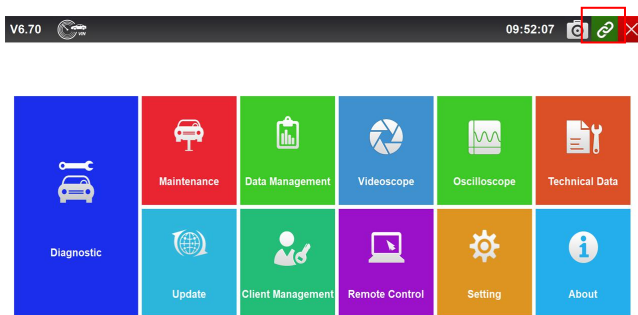 V6.70 VIN 09:52:07
Maintenance Data Management Videoscope Oscilloscope Technical Data
Diagnostic
Update Client Management Remote Control Setting About